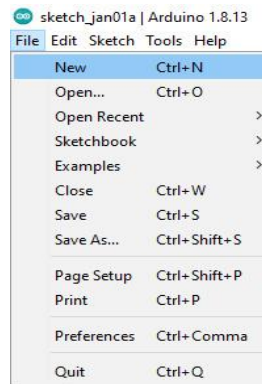 sketch_jan01a | Arduino 1.8.13
File Edit Sketch Tools Help
New Ctrl+N
Open... Ctrl+O
Open Recent >
Sketchbook >
Examples >
Close Ctrl+W
Save Ctrl+S
Save As... Ctrl+Shift+S
Page Setup Ctrl+Shift+P
Print Ctrl+P
Preferences Ctrl+Comma
Quit Ctrl+Q